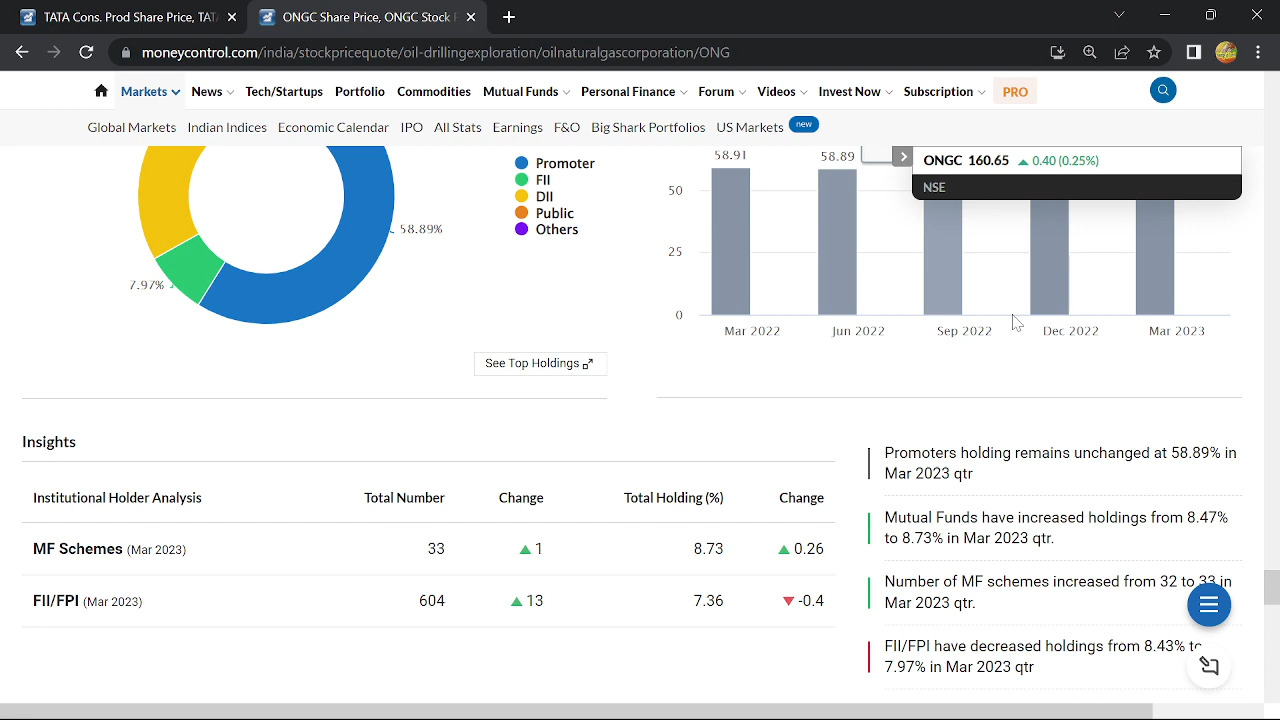 TATA Cons. Prod Share Price, TAT
ONGC Share Price, ONGC Stock P
moneycontrol.com/india/stockpricequote/oil-drillingexploration/oilnaturalgascorporation/ONG
Markets News Tech/Startups Portfolio Commodities Mutual Funds Personal Finance Forum Videos Invest Now Subscription PRO
Global Markets Indian Indices Economic Calendar IPO All Stats Earnings F&O Big Shark Portfolios US Markets new
Promoter
FII
DII
Public
Others
58.89%
7.97%
See Top Holdings
58.91 58.89
50
25
0
Mar 2022 Jun 2022 Sep 2022 Dec 2022 Mar 2023
ONGC 160.65 ▲ 0.40 (0.25%)
NSE
Insights
Institutional Holder Analysis Total Number Change Total Holding (%) Change
MF Schemes (Mar 2023) 33 ▲ 1 8.73 ▲ 0.26
FII/FPI (Mar 2023) 604 ▲ 13 7.36 ▼ -0.4
Promoters holding remains unchanged at 58.89% in
Mar 2023 qtr
Mutual Funds have increased holdings from 8.47%
to 8.73% in Mar 2023 qtr.
Number of MF schemes increased from 32 to 33 in
Mar 2023 qtr.
FII/FPI have decreased holdings from 8.43% to
7.97% in Mar 2023 qtr